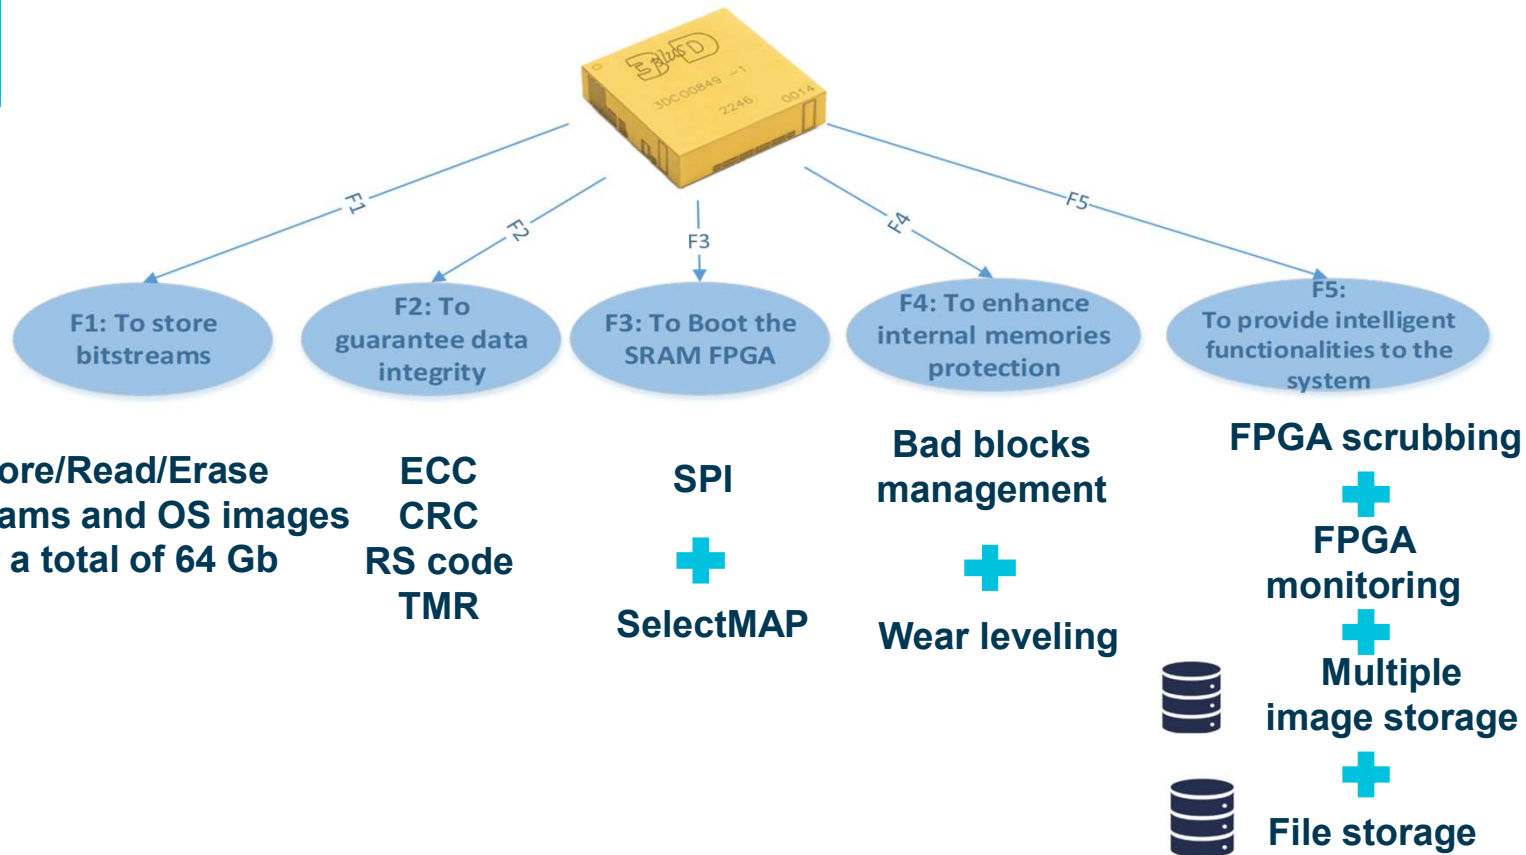 3D plus
3DCO0849 -1
2246 0014
F1
F2
F3
F4
F5
F1: To store
bitstreams
F2: To
guarantee data
integrity
F3: To Boot the
SRAM FPGA
F4: To enhance
internal memories
protection
F5:
To provide intelligent
functionalities to the
system
ore/Read/Erase
ams and OS images
a total of 64 Gb
ECC
CRC
RS code
TMR
SPI
SelectMAP
Bad blocks
management
Wear leveling
FPGA scrubbing
FPGA
monitoring
Multiple
image storage
File storage